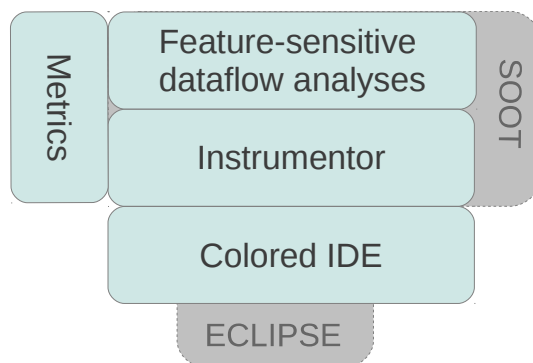 Metrics
Feature-sensitive
dataflow analyses
SOOT
Instrumentor
Colored IDE
ECLIPSE